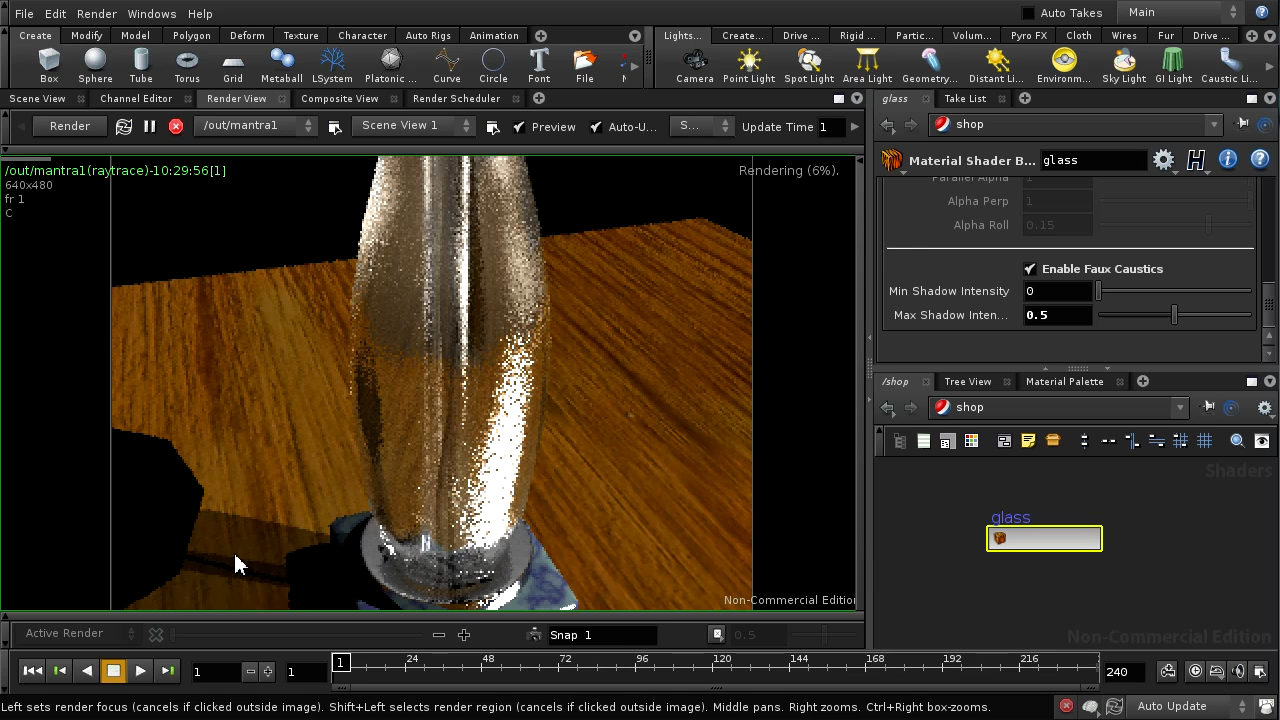 File Edit Render Windows Help Auto Takes Main
Create Modify Model Polygon Deform Texture Character Auto Rigs Animation Lights... Create... Drive ... Rigid ... Partic... Volum... Pyro FX Cloth Wires Fur Drive ...
Box Sphere Tube Torus Grid Metaball LSystem Platonic ... Curve Circle Font File Camera Point Light Spot Light Area Light Geometry... Distant Li... Environm... Sky Light GI Light Caustic Li...
Scene View Channel Editor Render View Composite View Render Scheduler glass Take List
Render /out/mantra1 Scene View 1 Preview Auto-U... S... Update Time 1 shop
/out/mantra1(raytrace)-10:29:56[1] Rendering (6%).
640x480
fr 1
C
Material Shader B... glass
Parallel Alpha 1
Alpha Perp 1
Alpha Roll 0.15
Enable Faux Caustics
Min Shadow Intensity 0
Max Shadow Inten... 0.5
/shop Tree View Material Palette
shop
Shaders
glass
Non-Commercial Edition
Non-Commercial Editio
Active Render Snap 1 0.5
1 1 1 24 48 72 96 120 144 168 192 216 240
Left sets render focus (cancels if clicked outside image). Shift+Left selects render region (cancels if clicked outside image). Middle pans. Right zooms. Ctrl+Right box-zooms. Auto Update